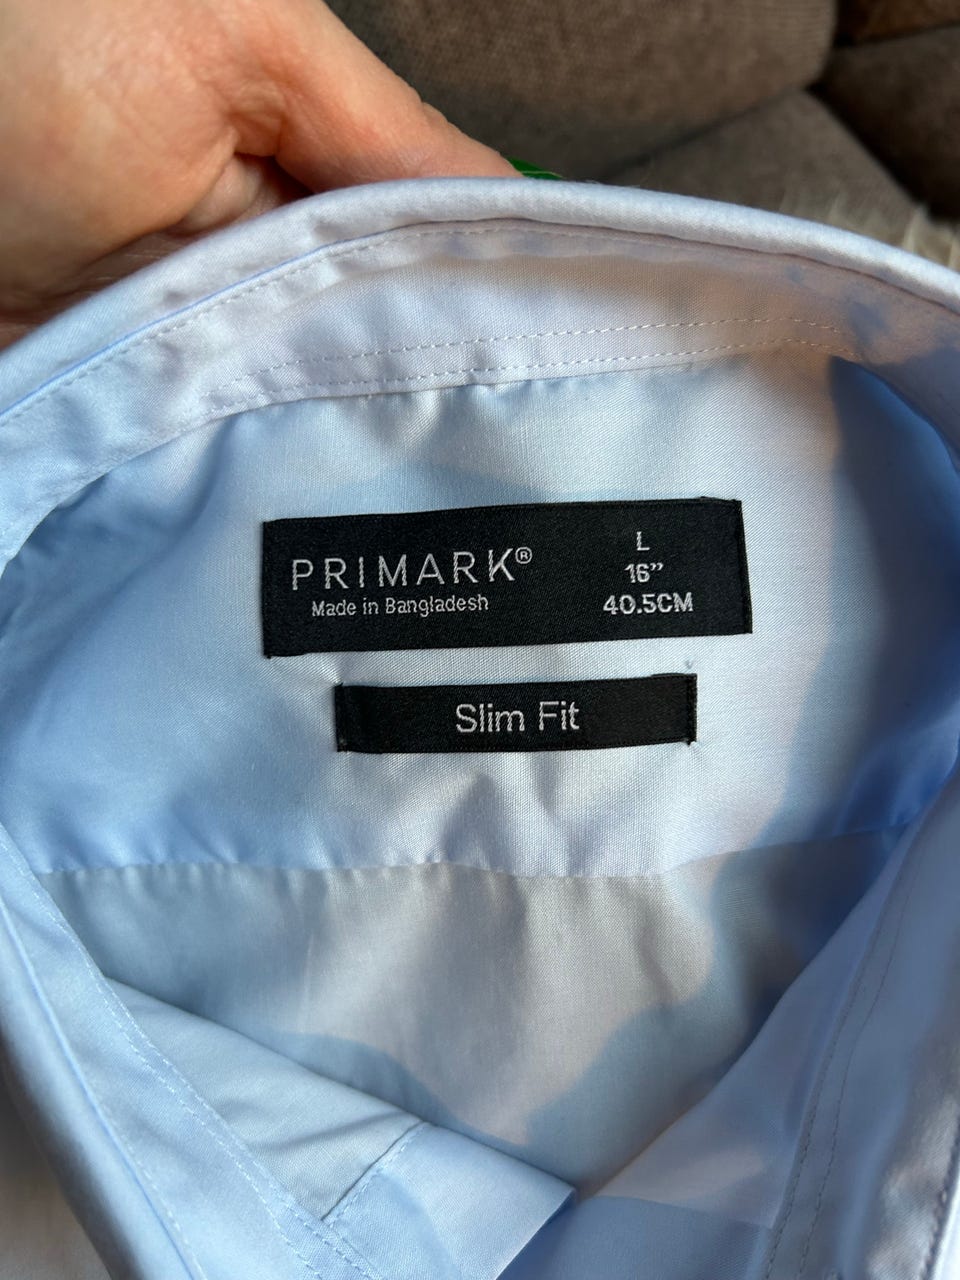 PRIMARK®
Made in Bangladesh
L
16”
40.5CM
Slim Fit